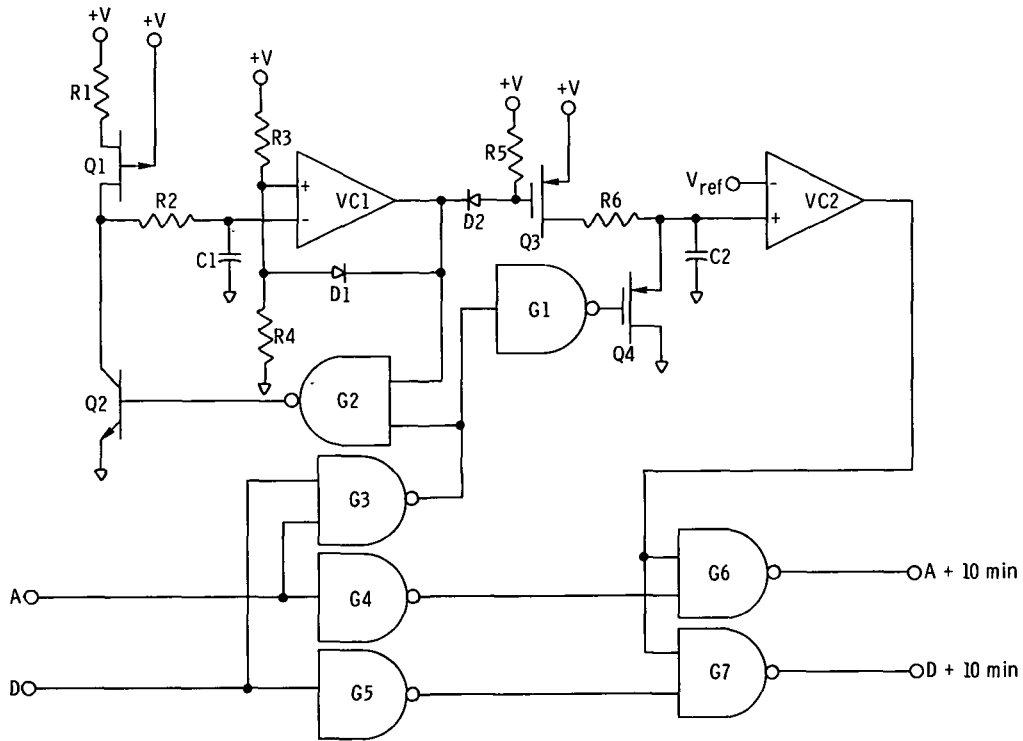 +V
+V
R1
+V
+V
+V
Q1
R3
R5
+
VC1
R2
-
Vref
-
VC2
+
D2
Q3
R6
C1
C2
D1
G1
R4
Q4
Q2
G2
G3
A
G4
G6
A + 10 min
D
G5
G7
D + 10 min